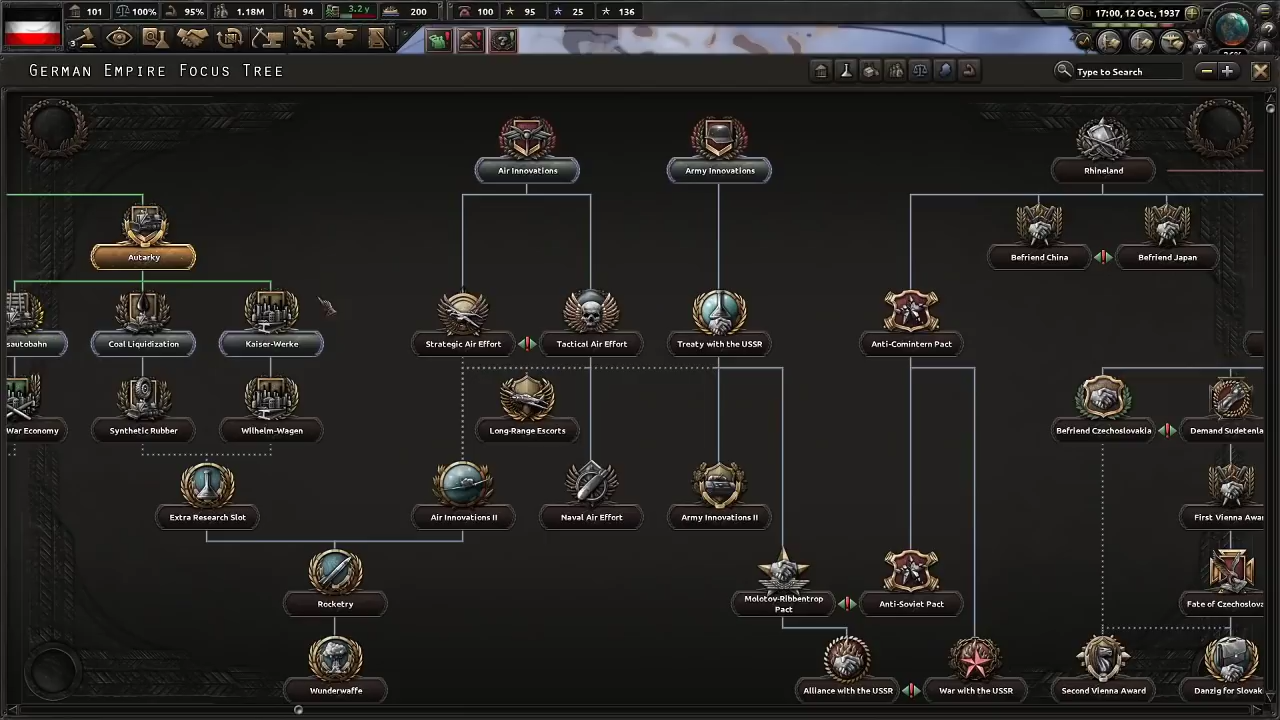 101 100% 95% 1.18M 94 3.2 y 200 100 95 25 136 17:00, 12 Oct, 1937
3
German Empire Focus Tree
Type to Search
Air Innovations Army Innovations Rhineland
Autarky Befriend China Befriend Japan
sautobahn Coal Liquidization Kaiser-Werke Strategic Air Effort Tactical Air Effort Treaty with the USSR Anti-Comintern Pact
War Economy Synthetic Rubber Wilhelm-Wagen Long-Range Escorts Befriend Czechoslovakia Demand Sudetenla
Extra Research Slot Air Innovations II Naval Air Effort Army Innovations II First Vienna Awar
Rocketry Molotov-Ribbentrop
Pact Anti-Soviet Pact Fate of Czechoslova
Wunderwaffe Alliance with the USSR War with the USSR Second Vienna Award Danzig for Slovak